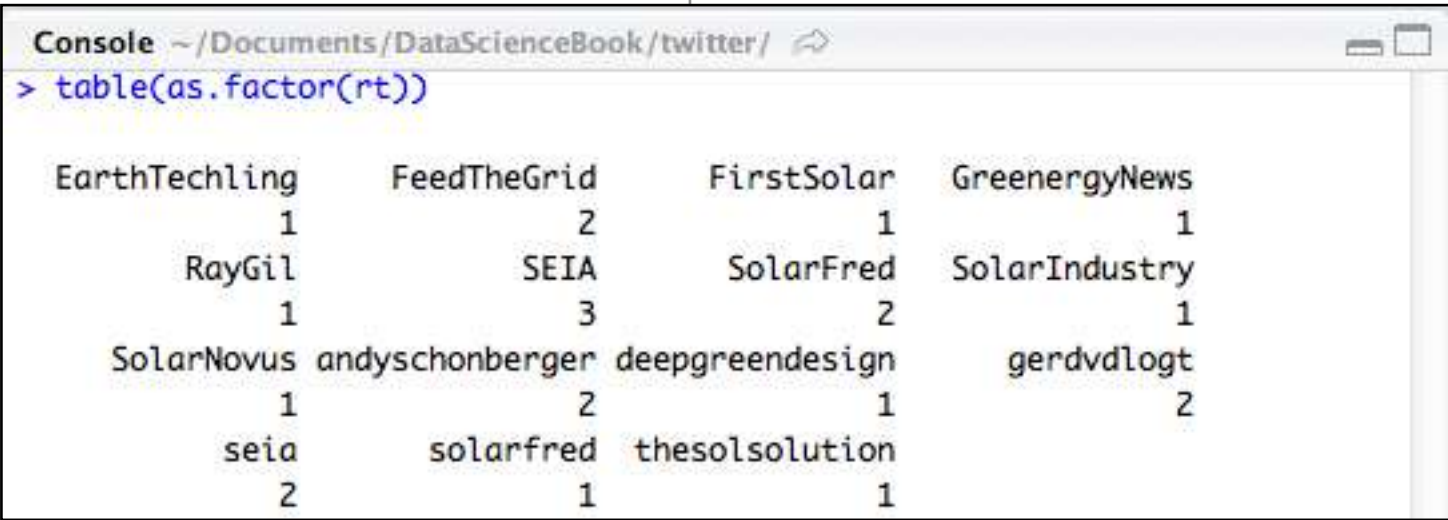 Console ~/Documents/DataScienceBook/twitter/
> table(as.factor(rt))
EarthTechling FeedTheGrid FirstSolar GreenergyNews
1 2 1 1
RayGil SEIA SolarFred SolarIndustry
1 3 2 1
SolarNovus andyschonberger deepgreendesign gerdvdlogt
1 2 1 2
seia solarfred thesolsolution
2 1 1